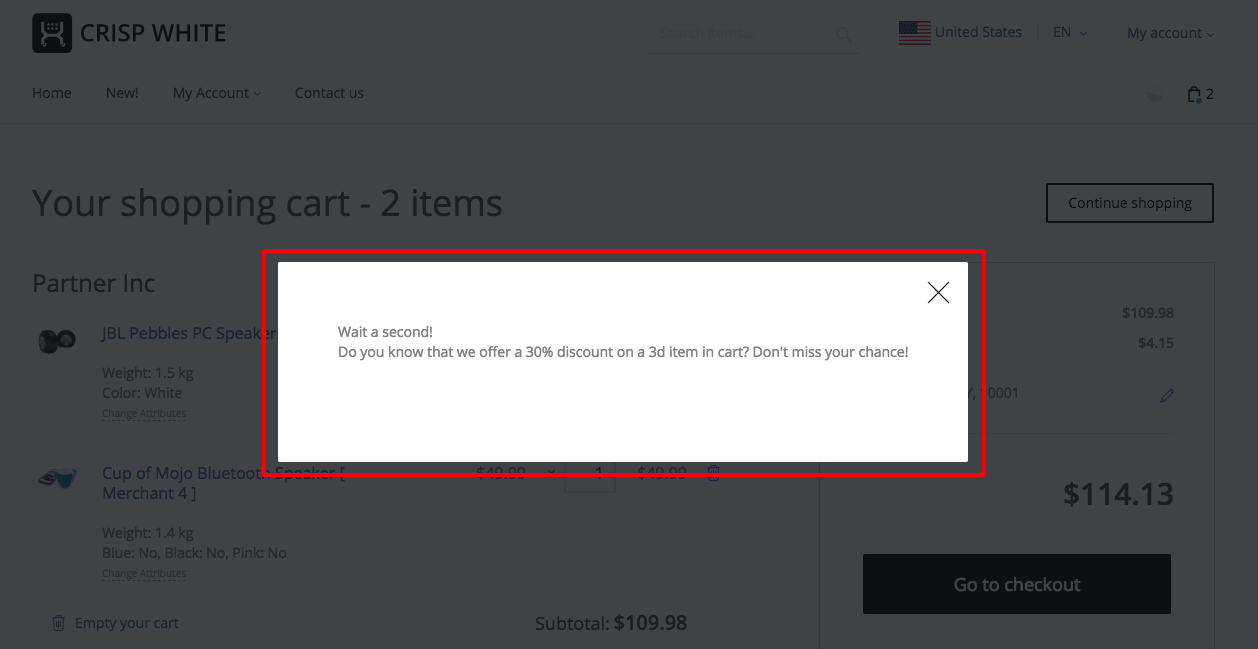 CRISP WHITE
Search items...
United States
EN
My account
Home
New!
My Account
Contact us
2
Your shopping cart - 2 items
Continue shopping
Partner Inc
JBL Pebbles PC Speaker
Weight: 1.5 kg
Color: White
Change Attributes
$109.98
$4.15
10001
Wait a second!
Do you know that we offer a 30% discount on a 3d item in cart? Don't miss your chance!
Cup of Mojo Bluetooth Speaker [
Merchant 4 ]
$49.99
×
1
$49.99
Weight: 1.4 kg
Blue: No, Black: No, Pink: No
Change Attributes
$114.13
Go to checkout
Empty your cart
Subtotal: $109.98